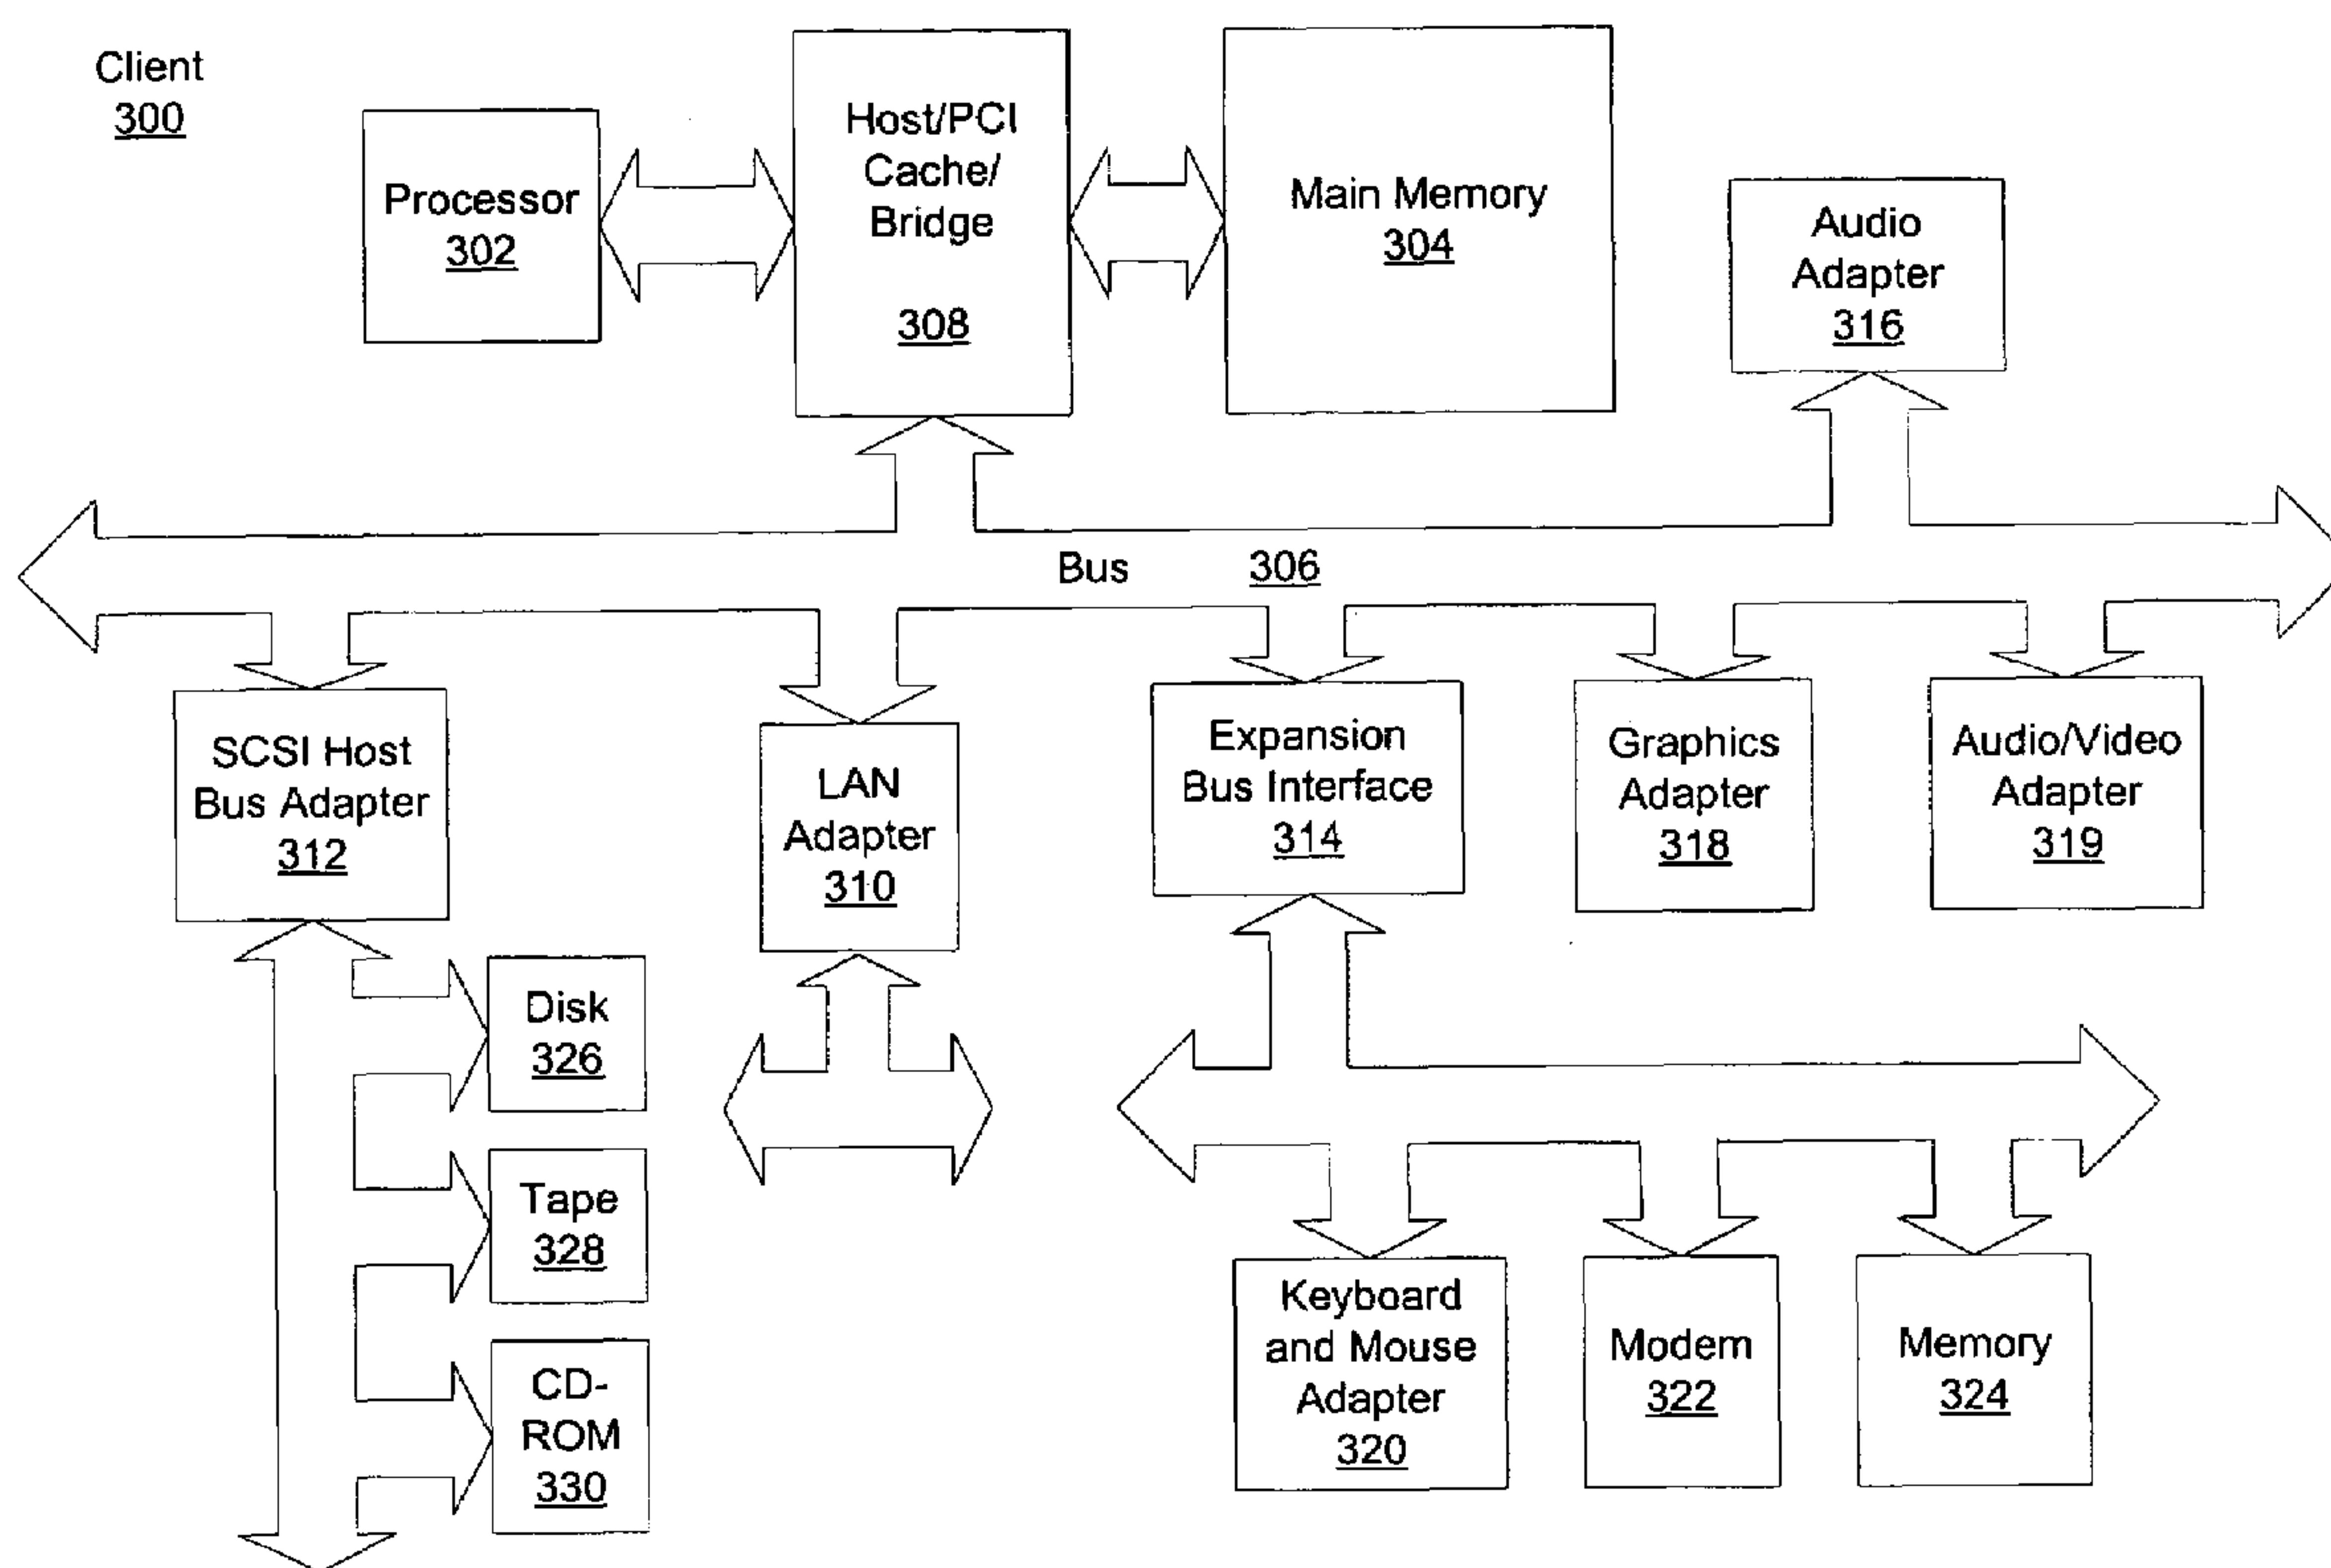 Client
300
Processor
302
Host/PCI
Cache/
Bridge
308
Main Memory
304
Audio
Adapter
316
Bus 306
SCSI Host
Bus Adapter
312
LAN
Adapter
310
Expansion
Bus Interface
314
Graphics
Adapter
318
Audio/Video
Adapter
319
Disk
326
Tape
328
CD-
ROM
330
Keyboard
and Mouse
Adapter
320
Modem
322
Memory
324